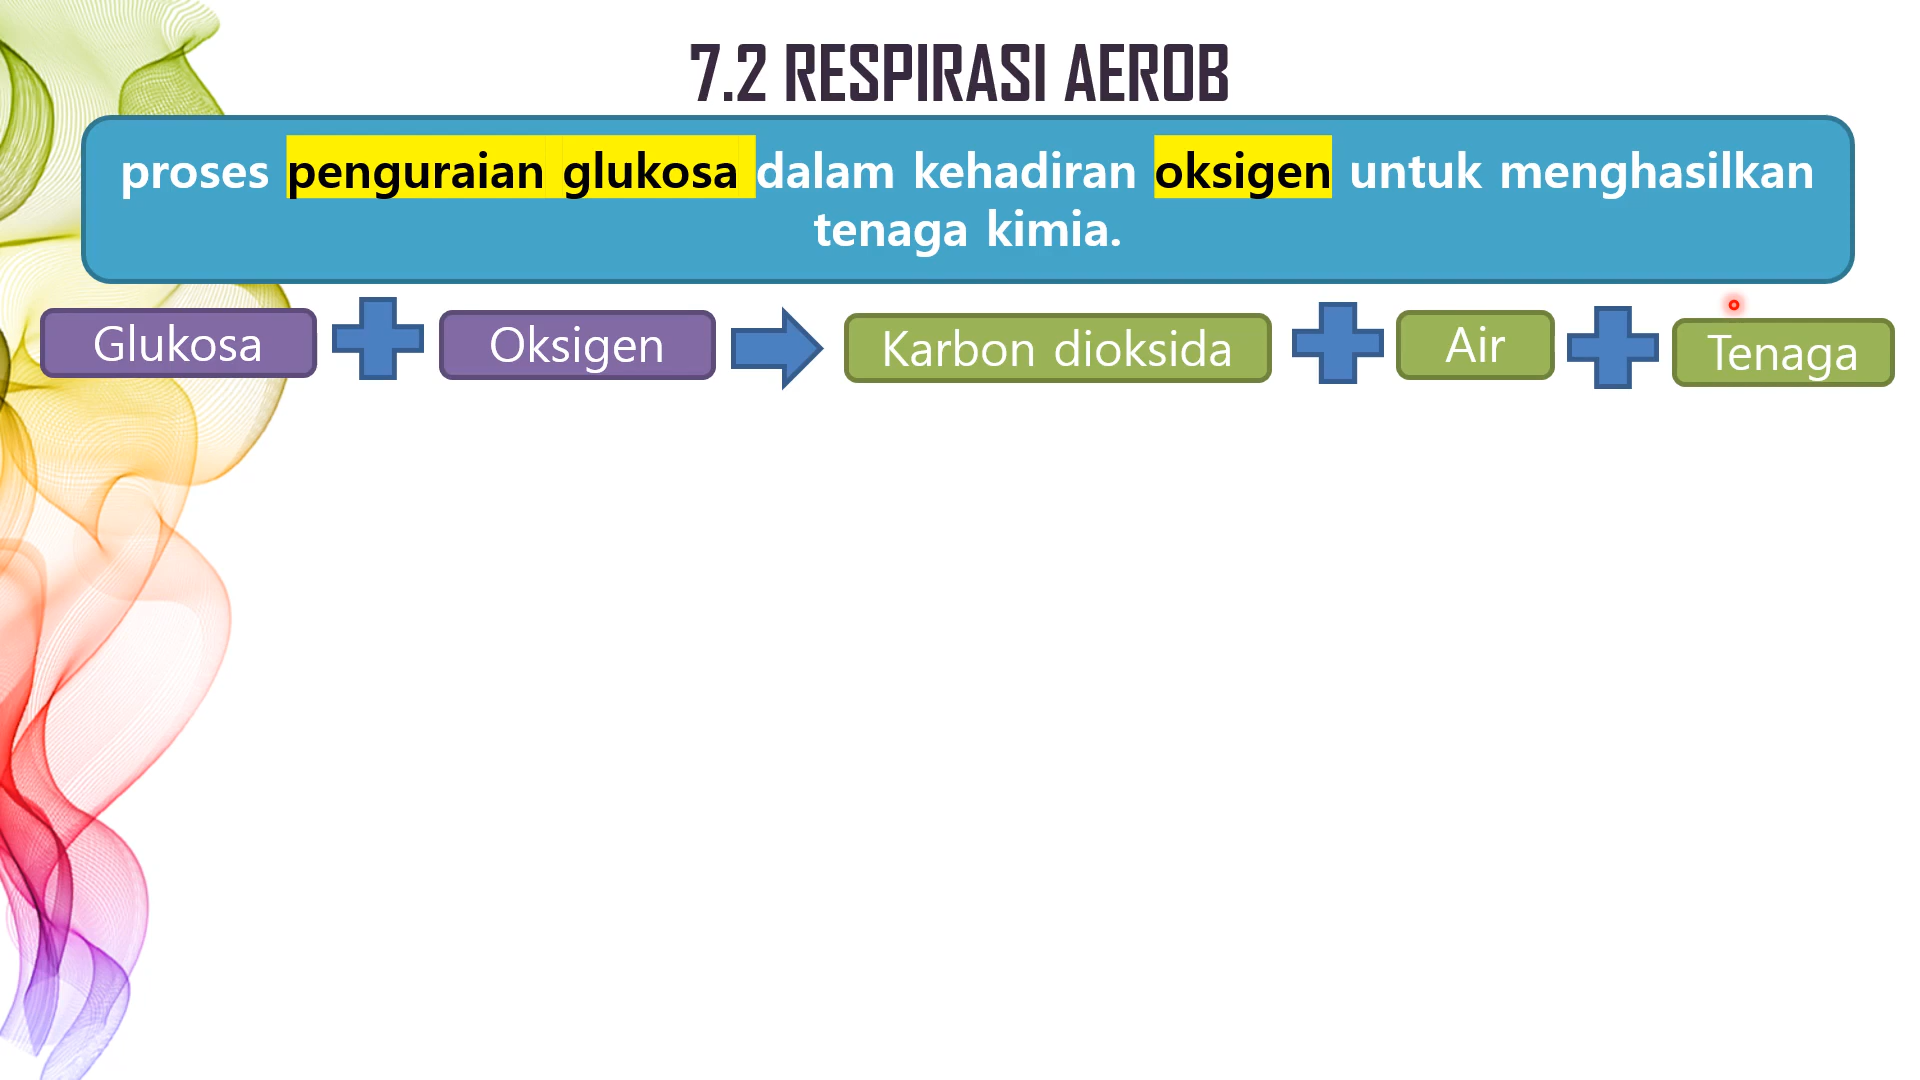 7.2 RESPIRASI AEROB
proses penguraian glukosa dalam kehadiran oksigen untuk menghasilkan
tenaga kimia.
Glukosa Oksigen Karbon dioksida Air Tenaga